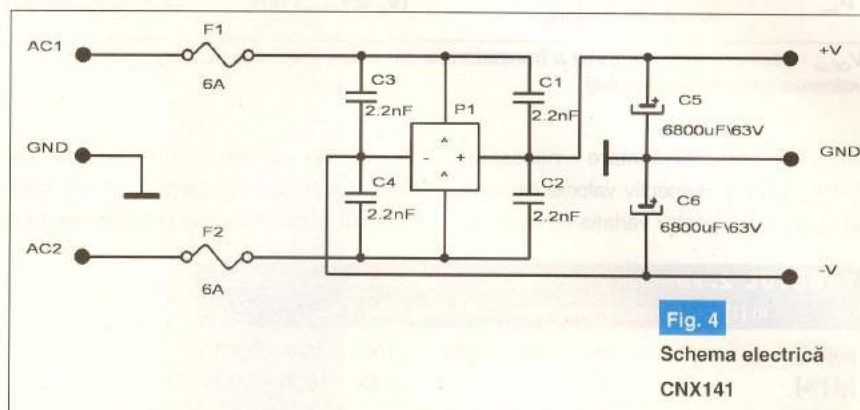 F1
AC1
6A
+V
C3
2.2nF
C1
2.2nF
P1
C5
6800uF\63V
GND
- +
GND
C4
2.2nF
C2
2.2nF
C6
6800uF\63V
F2
AC2
6A
-V
Fig. 4
Schema electrică
CNX141